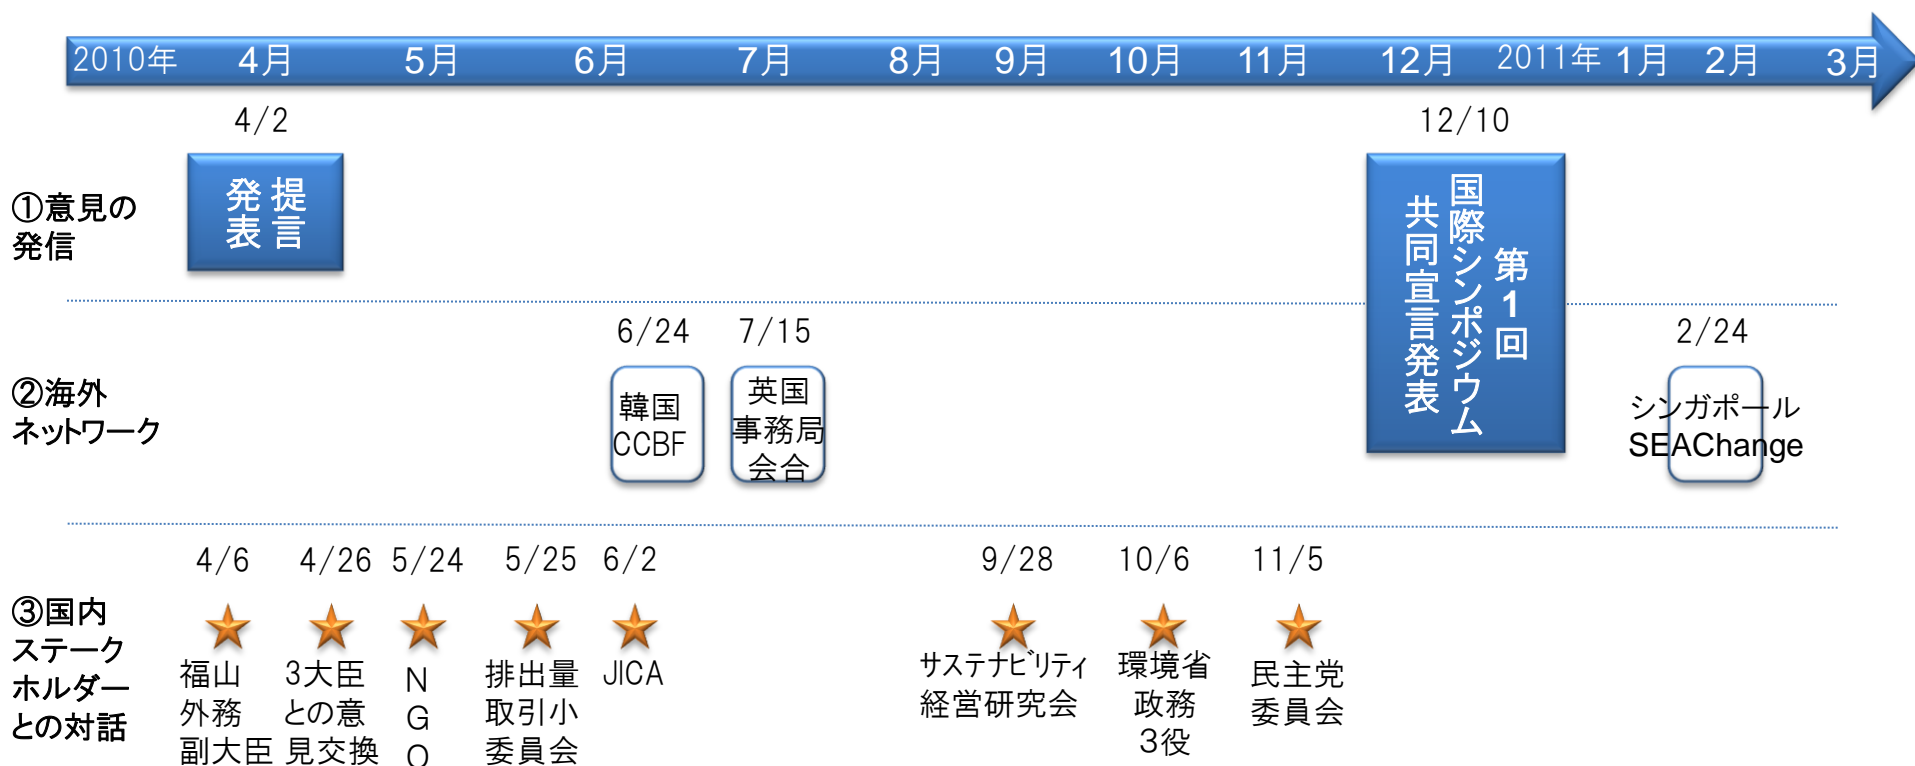 2010年 4月 5月 6月 7月 8月 9月 10月 11月 12月 2011年 1月 2月 3月
4/2
12/10
①意見の
発信
提言
発表
第1回
国際シンポジウム
共同宣言発表
6/24
7/15
2/24
②海外
ネットワーク
韓国
CCBF
英国
事務局
会合
シンガポール
SEAChange
4/6
4/26
5/24
5/25
6/2
9/28
10/6
11/5
③国内
ステーク
ホルダー
との対話
福山
外務
副大臣
3大臣
との意
見交換
NGO
排出量
取引小
委員会
JICA
サステナビリティ
経営研究会
環境省
政務
3役
民主党
委員会